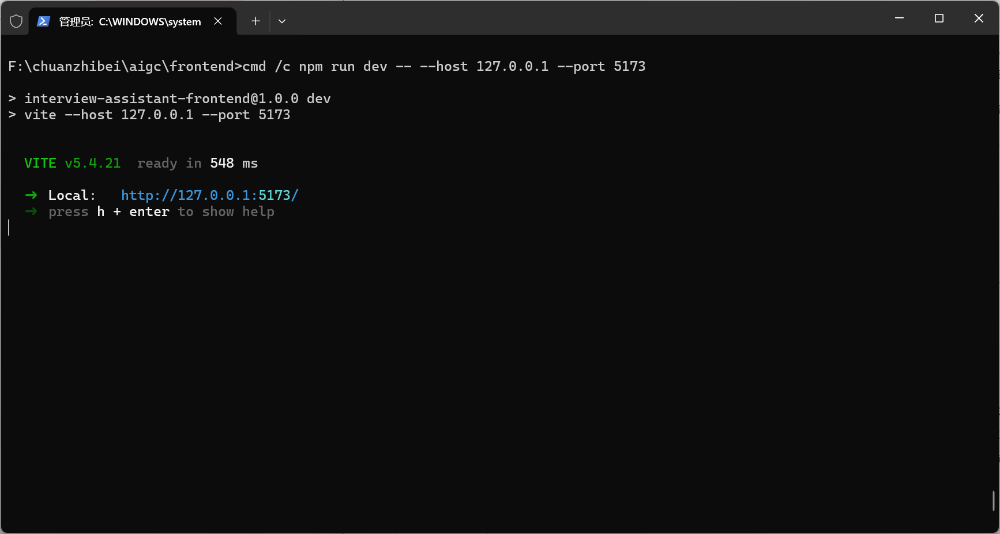 管理员: C:\WINDOWS\system
F:\chuanzhibei\aigc\frontend>cmd /c npm run dev -- --host 127.0.0.1 --port 5173
> interview-assistant-frontend@1.0.0 dev
> vite --host 127.0.0.1 --port 5173
VITE v5.4.21  ready in 548 ms
➜  Local:   http://127.0.0.1:5173/
➜  press h + enter to show help